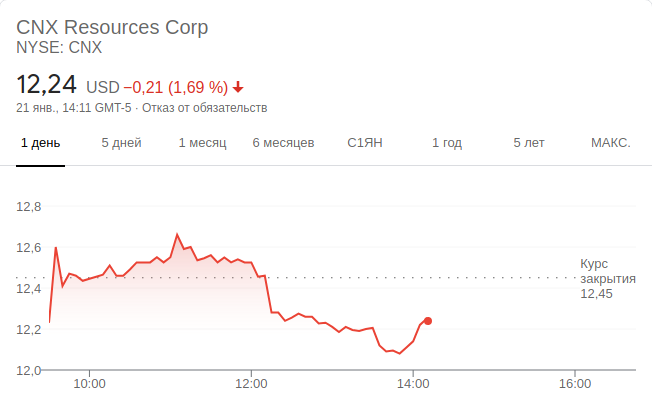 CNX Resources Corp
NYSE: CNX
12,24 USD −0,21 (1,69 %)
21 янв., 14:11 GMT-5 · Отказ от обязательств
1 день 5 дней 1 месяц 6 месяцев С1ЯН 1 год 5 лет МАКС.
12,8
12,6
Курс
закрытия
12,45
12,4
12,2
12,0
10:00 12:00 14:00 16:00